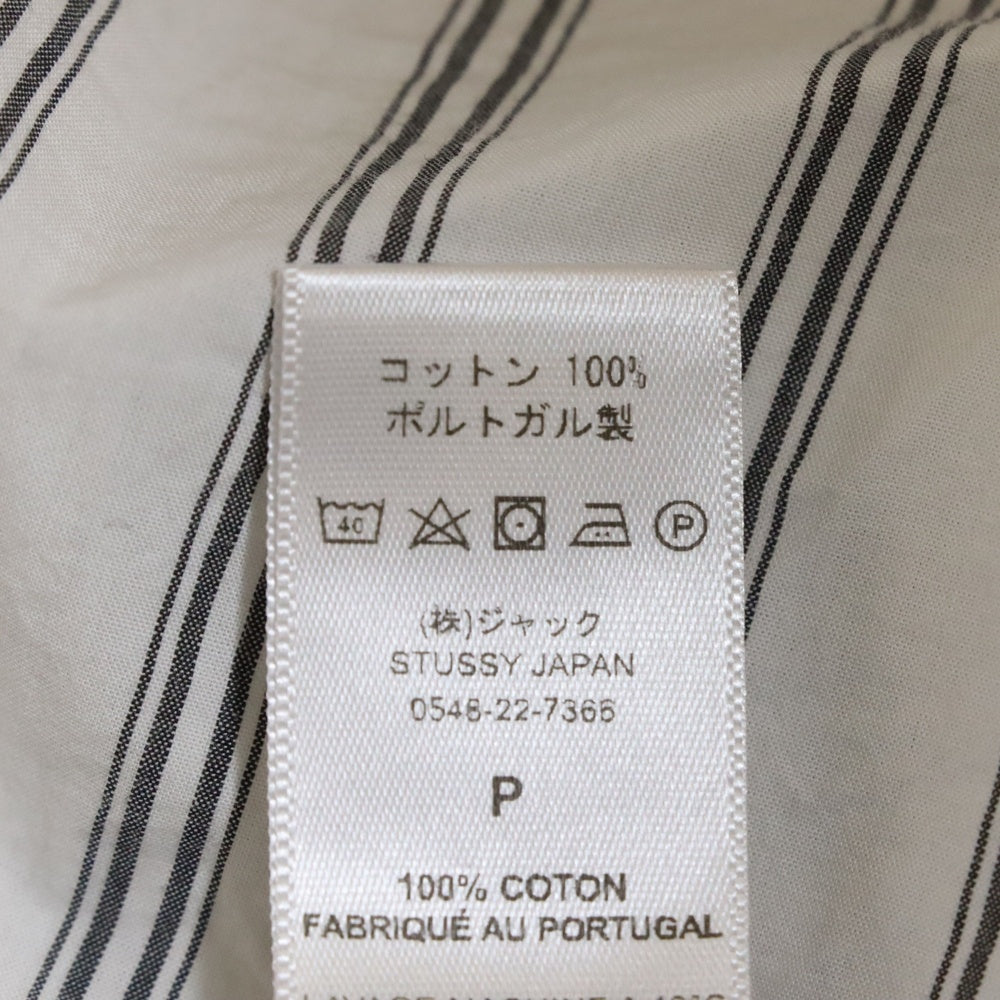 コットン 100%
ポルトガル製
40
P
(株)ジャック
STUSSY JAPAN
0548-22-7366
P
100% COTON
FABRIQUÉ AU PORTUGAL